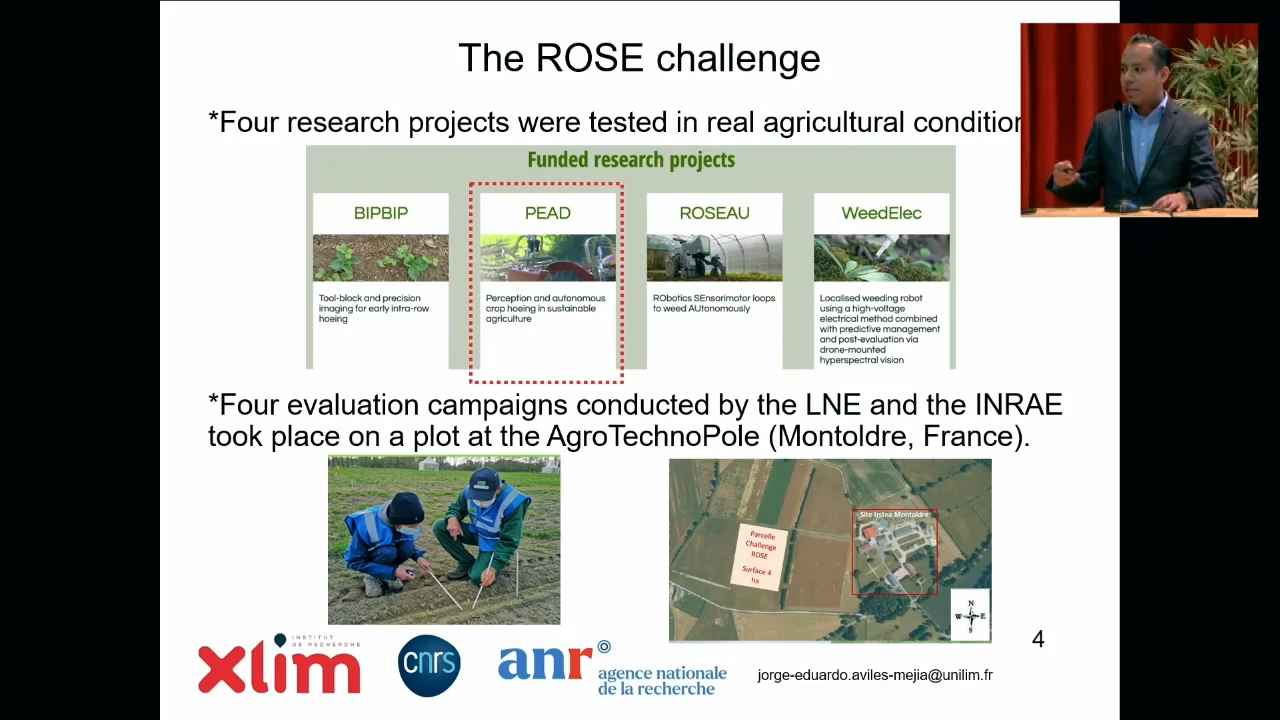 The ROSE challenge
*Four research projects were tested in real agricultural condition
Funded research projects
BIPBIP
Tool-block and precision
imaging for early intra-row
hoeing
PEAD
Perception and autonomous
crop hoeing in sustainable
agriculture
ROSEAU
RObotics SEnsorimotor loops
to weed AUtonomously
WeedElec
Localised weeding robot
using a high-voltage
electrical method combined
with predictive management
and post-evaluation via
drone-mounted
hyperspectral vision
*Four evaluation campaigns conducted by the LNE and the INRAE
took place on a plot at the AgroTechnoPole (Montoldre, France).
Site Irstea Montoldre
Parcelle
Challenge
ROSE
Surface 4
ha
N
W E
S
4
INSTITUT
DE RECHERCHE
xlim
cnrs
anr
agence nationale
de la recherche
jorge-eduardo.aviles-mejia@unilim.fr